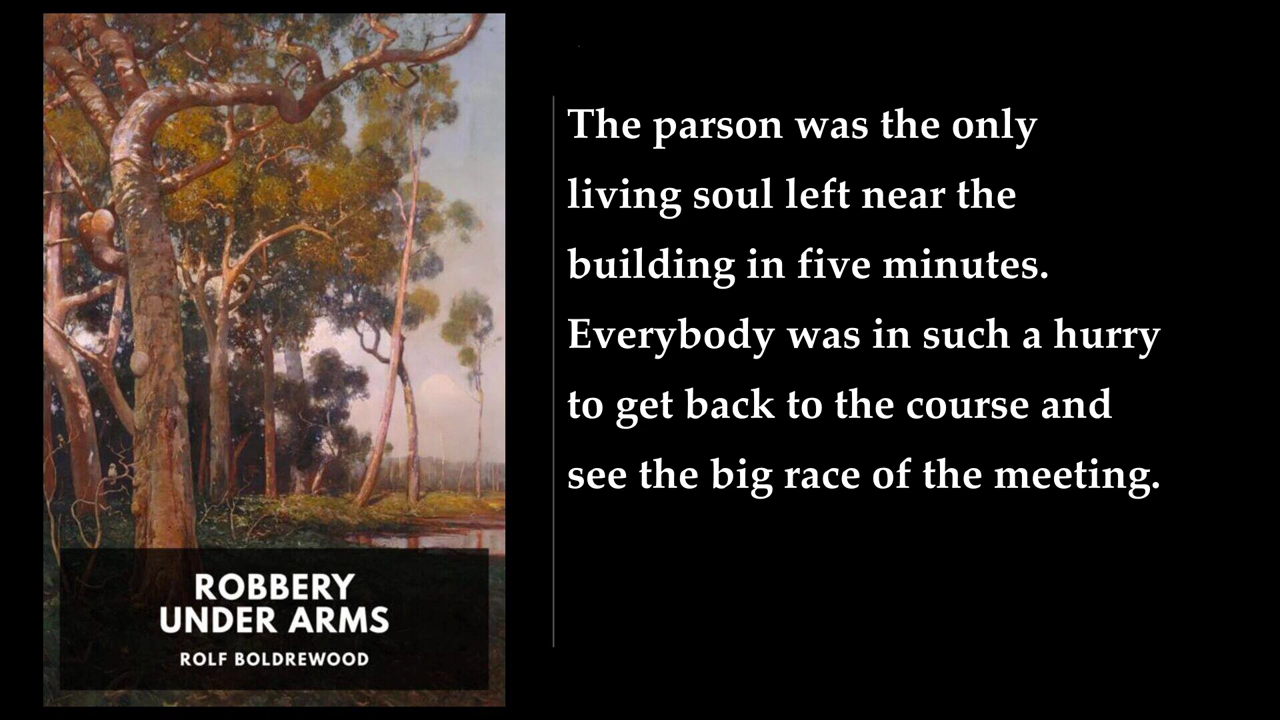 ROBBERY
UNDER ARMS
ROLF BOLDREWOOD
The parson was the only
living soul left near the
building in five minutes.
Everybody was in such a hurry
to get back to the course and
see the big race of the meeting.